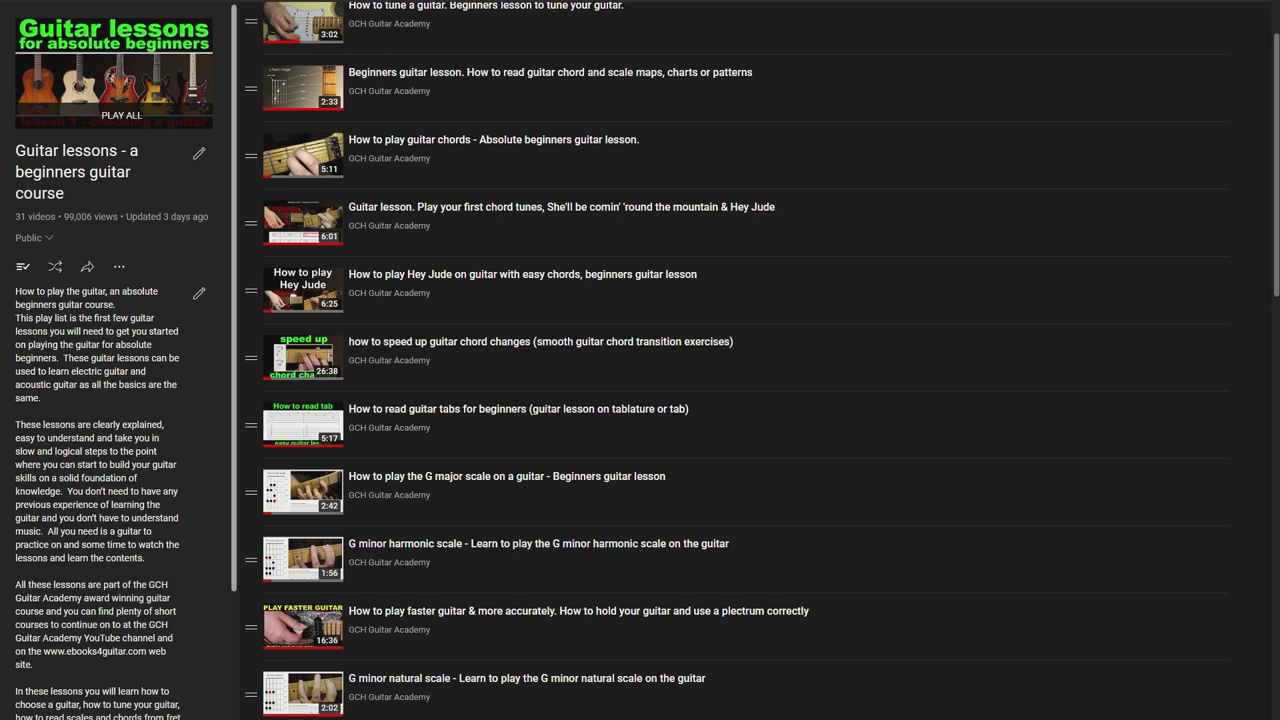 Guitar lessons
for absolute beginners
PLAY ALL
lesson 1 - choosing a guitar
Guitar lessons - a
beginners guitar
course
31 videos • 99,006 views • Updated 3 days ago
Public
How to play the guitar, an absolute
beginners guitar course.
This play list is the first few guitar
lessons you will need to get you started
on playing the guitar for absolute
beginners. These guitar lessons can be
used to learn electric guitar and
acoustic guitar as all the basics are the
same.
These lessons are clearly explained,
easy to understand and take you in
slow and logical steps to the point
where you can start to build your guitar
skills on a solid foundation of
knowledge. You don't need to have any
previous experience of learning the
guitar and you don't have to understand
music. All you need is a guitar to
practice on and some time to watch the
lessons and learn the contents.
All these lessons are part of the GCH
Guitar Academy award winning guitar
course and you can find plenty of short
courses to continue on to at the GCH
Guitar Academy YouTube channel and
on the www.ebooks4guitar.com web
site.
In these lessons you will learn how to
choose a guitar, how to tune your guitar,
how to read scales and chords from fret
How to tune a guitar. Beginners lesson to tune your guitar.
GCH Guitar Academy
3:02
Beginners guitar lesson. How to read guitar chord and scale maps, charts and patterns
GCH Guitar Academy
2:33
How to play guitar chords - Absolute beginners guitar lesson.
GCH Guitar Academy
5:11
Guitar lesson. Play your first chord tunes, She'll be comin' 'round the mountain & Hey Jude
GCH Guitar Academy
6:01
How to play
Hey Jude
6:25
How to play Hey Jude on guitar with easy chords, beginners guitar lesson
GCH Guitar Academy
speed up
chord cha
26:38
how to speed up guitar chord changes (smooth guitar chord transition exercises)
GCH Guitar Academy
How to read tab
easy guitar les
5:17
How to read guitar tab for beginners (guitar lesson on tablature or tab)
GCH Guitar Academy
2:42
How to play the G major scale on a guitar - Beginners guitar lesson
GCH Guitar Academy
1:56
G minor harmonic scale - Learn to play the G minor harmonic scale on the guitar
GCH Guitar Academy
PLAY FASTER GUITAR
16:36
How to play faster guitar & more accurately. How to hold your guitar and use a plectrum correctly
GCH Guitar Academy
2:02
G minor natural scale - Learn to play the G minor natural scale on the guitar
GCH Guitar Academy